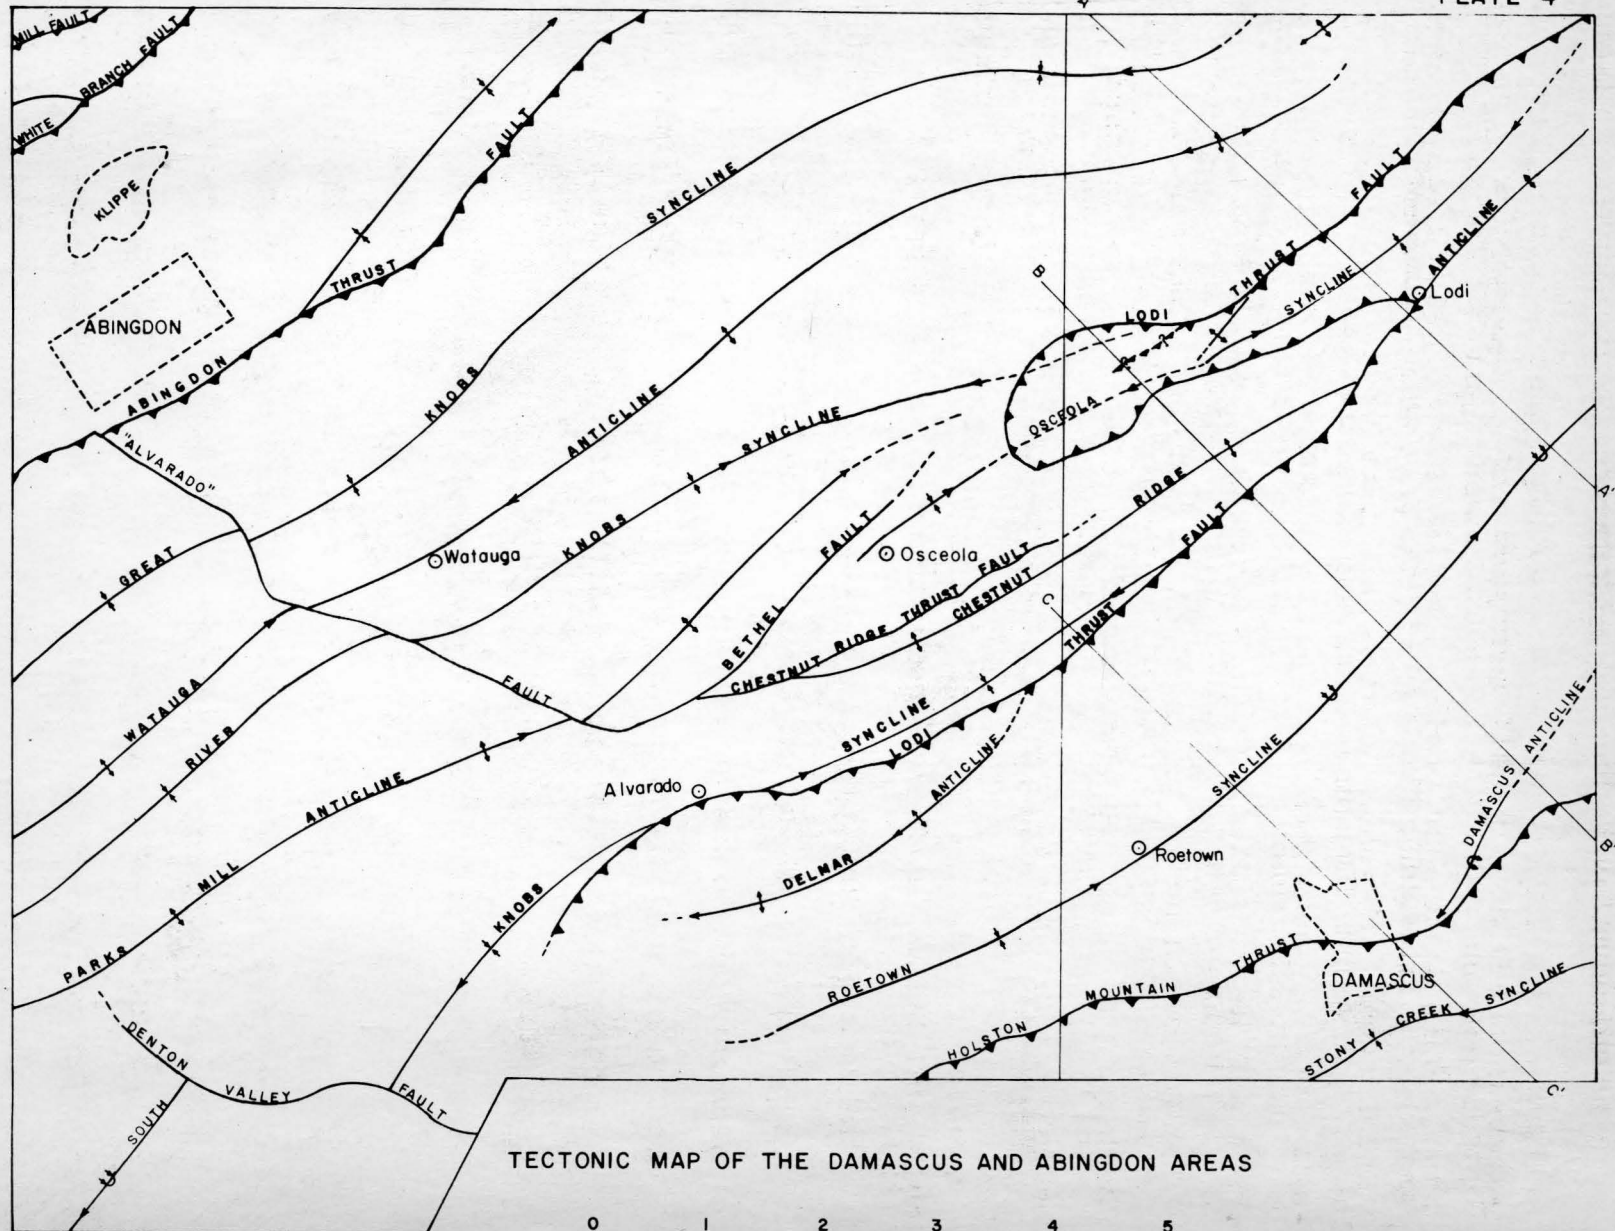 PLATE 4
MILL FAULT
WHITE BRANCH FAULT
KLIPPE
ABINGDON
ABINGDON THRUST FAULT
"ALVARADO" FAULT
GREAT KNOBS SYNCLINE
WATAUGA ANTICLINE
Watauga
RIVER KNOBS SYNCLINE
PARKS MILL ANTICLINE
BETHEL FAULT
Osceola
OSCEOLA
LODI THRUST FAULT
SYNCLINE
ANTICLINE
Lodi
CHESTNUT RIDGE THRUST FAULT
CHESTNUT RIDGE
SOUTH KNOBS SYNCLINE
LODI THRUST FAULT
Alvarado
DELMAR ANTICLINE
ROETOWN SYNCLINE
Roetown
DAMASCUS ANTICLINE
HOLSTON MOUNTAIN THRUST
DAMASCUS
STONY CREEK SYNCLINE
DENTON VALLEY FAULT
B
C
A'
B'
C'
?
?
TECTONIC MAP OF THE DAMASCUS AND ABINGDON AREAS
0 1 2 3 4 5